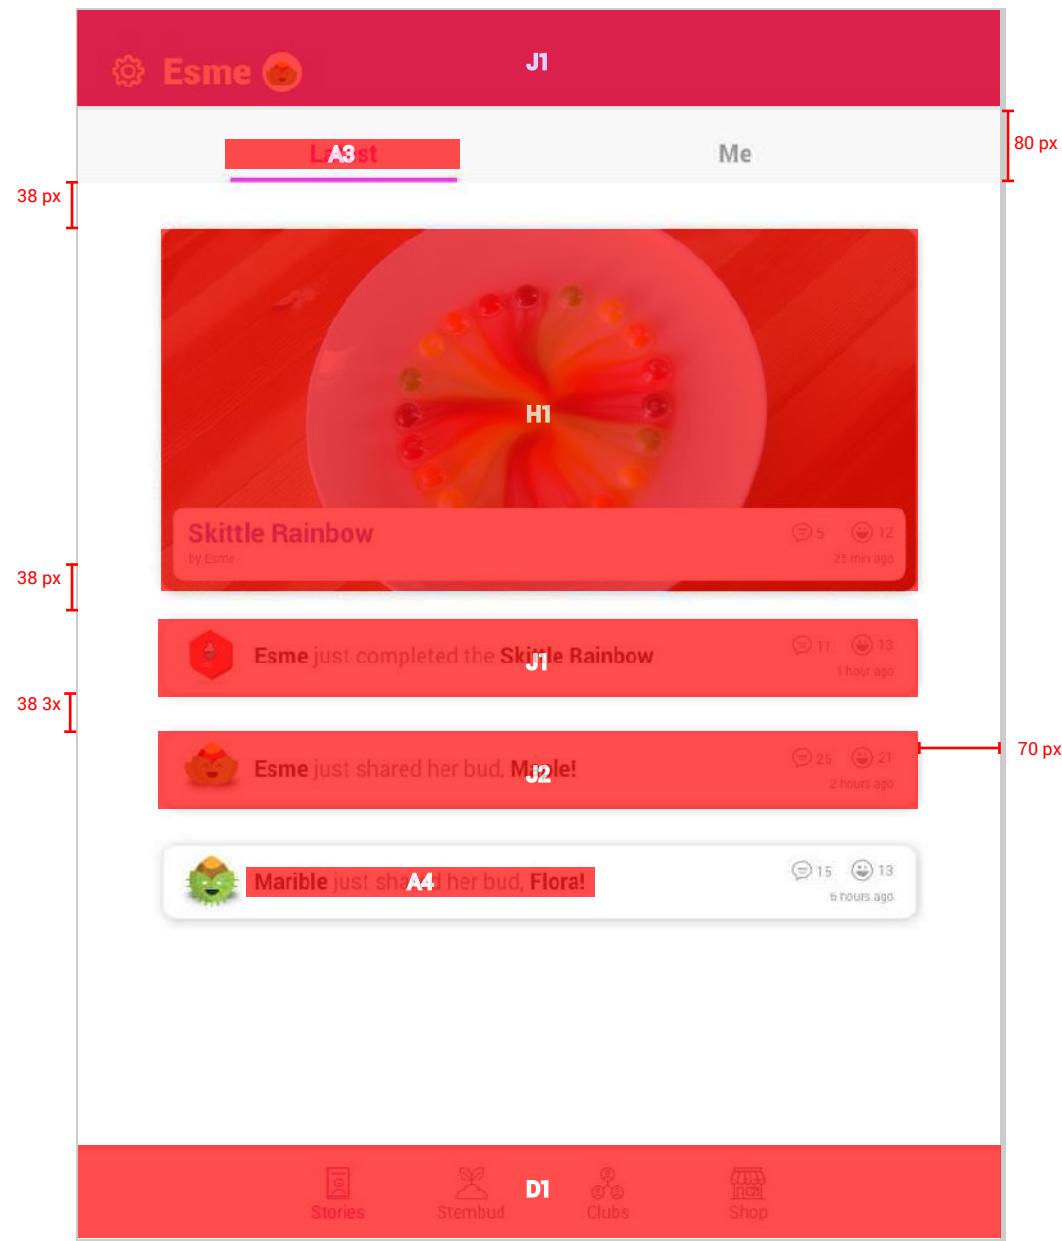 Esme
J1
80 px
A3
Me
38 px
H1
Skittle Rainbow
by Esme
5
12
25 min ago
38 px
Esme just completed the Skittle Rainbow
J1
11
13
1 hour ago
38 3x
Esme just shared her bud,
J2
26
21
2 hours ago
70 px
Marible just shared her bud, Flora!
A4
15
13
6 hours ago
D1
Stories
Stembud
Clubs
Shop